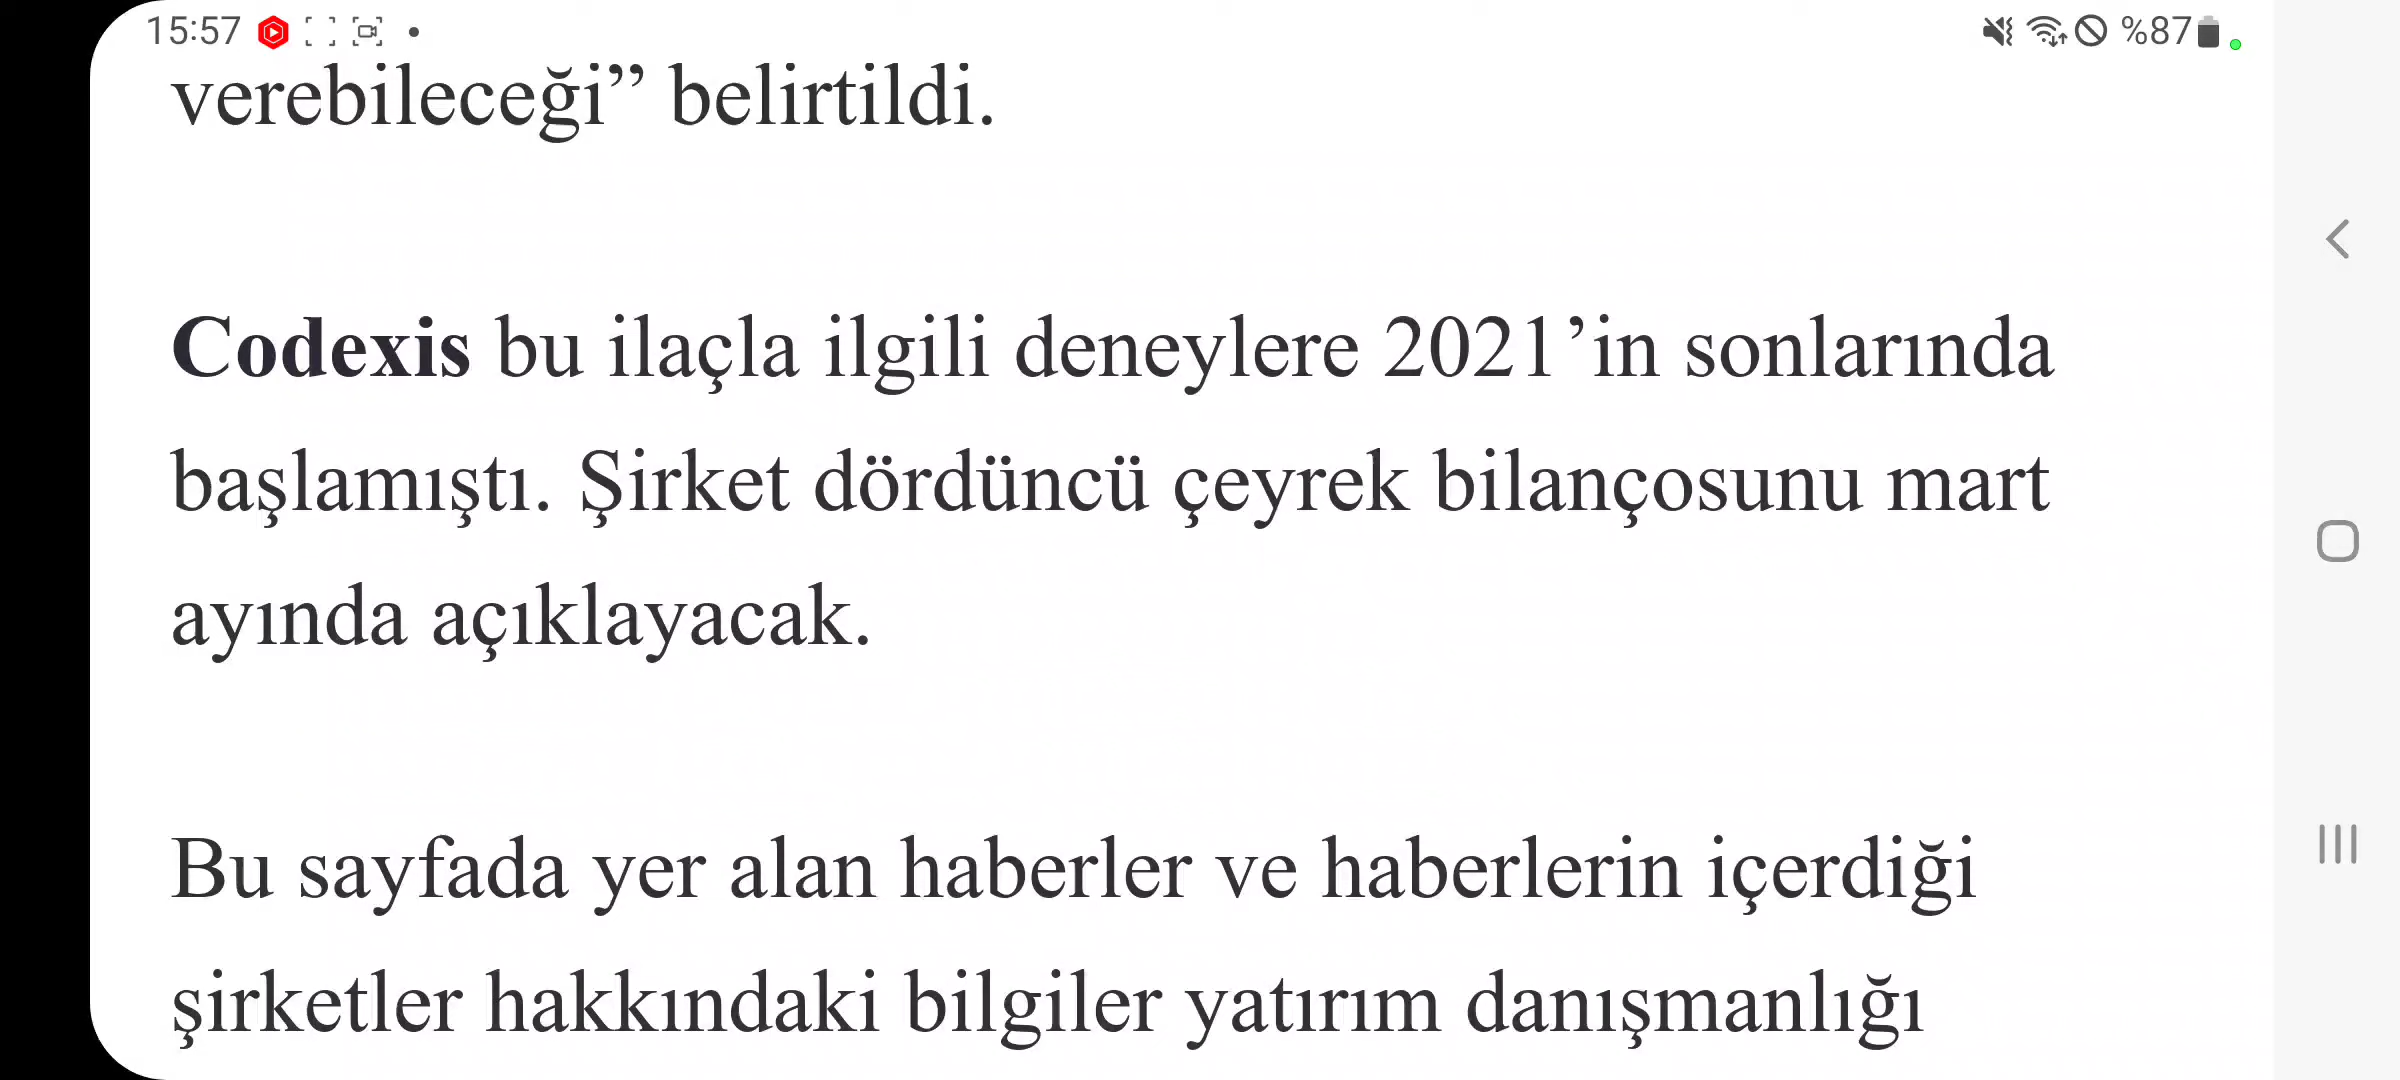 15:57 %87
verebileceği” belirtildi.
Codexis bu ilaçla ilgili deneylere 2021’in sonlarında
başlamıştı. Şirket dördüncü çeyrek bilançosunu mart
ayında açıklayacak.
Bu sayfada yer alan haberler ve haberlerin içerdiği
şirketler hakkındaki bilgiler yatırım danışmanlığı